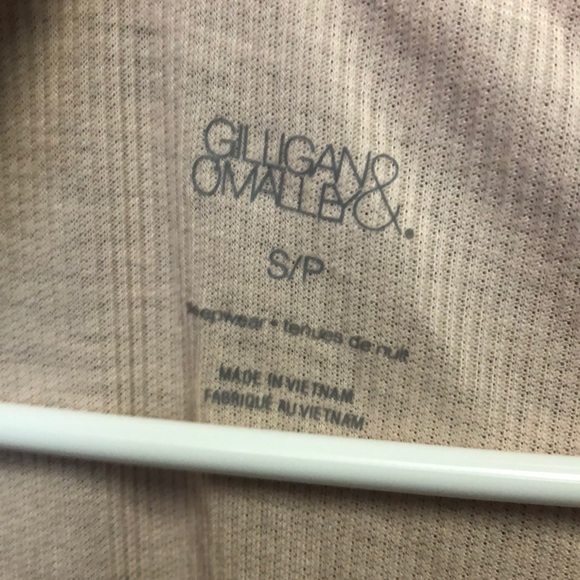 GILLIGAN &
O'MALLEY.
S/P
sleepwear • tenues de nuit
MADE IN VIETNAM
FABRIQUÉ AU VIETNAM